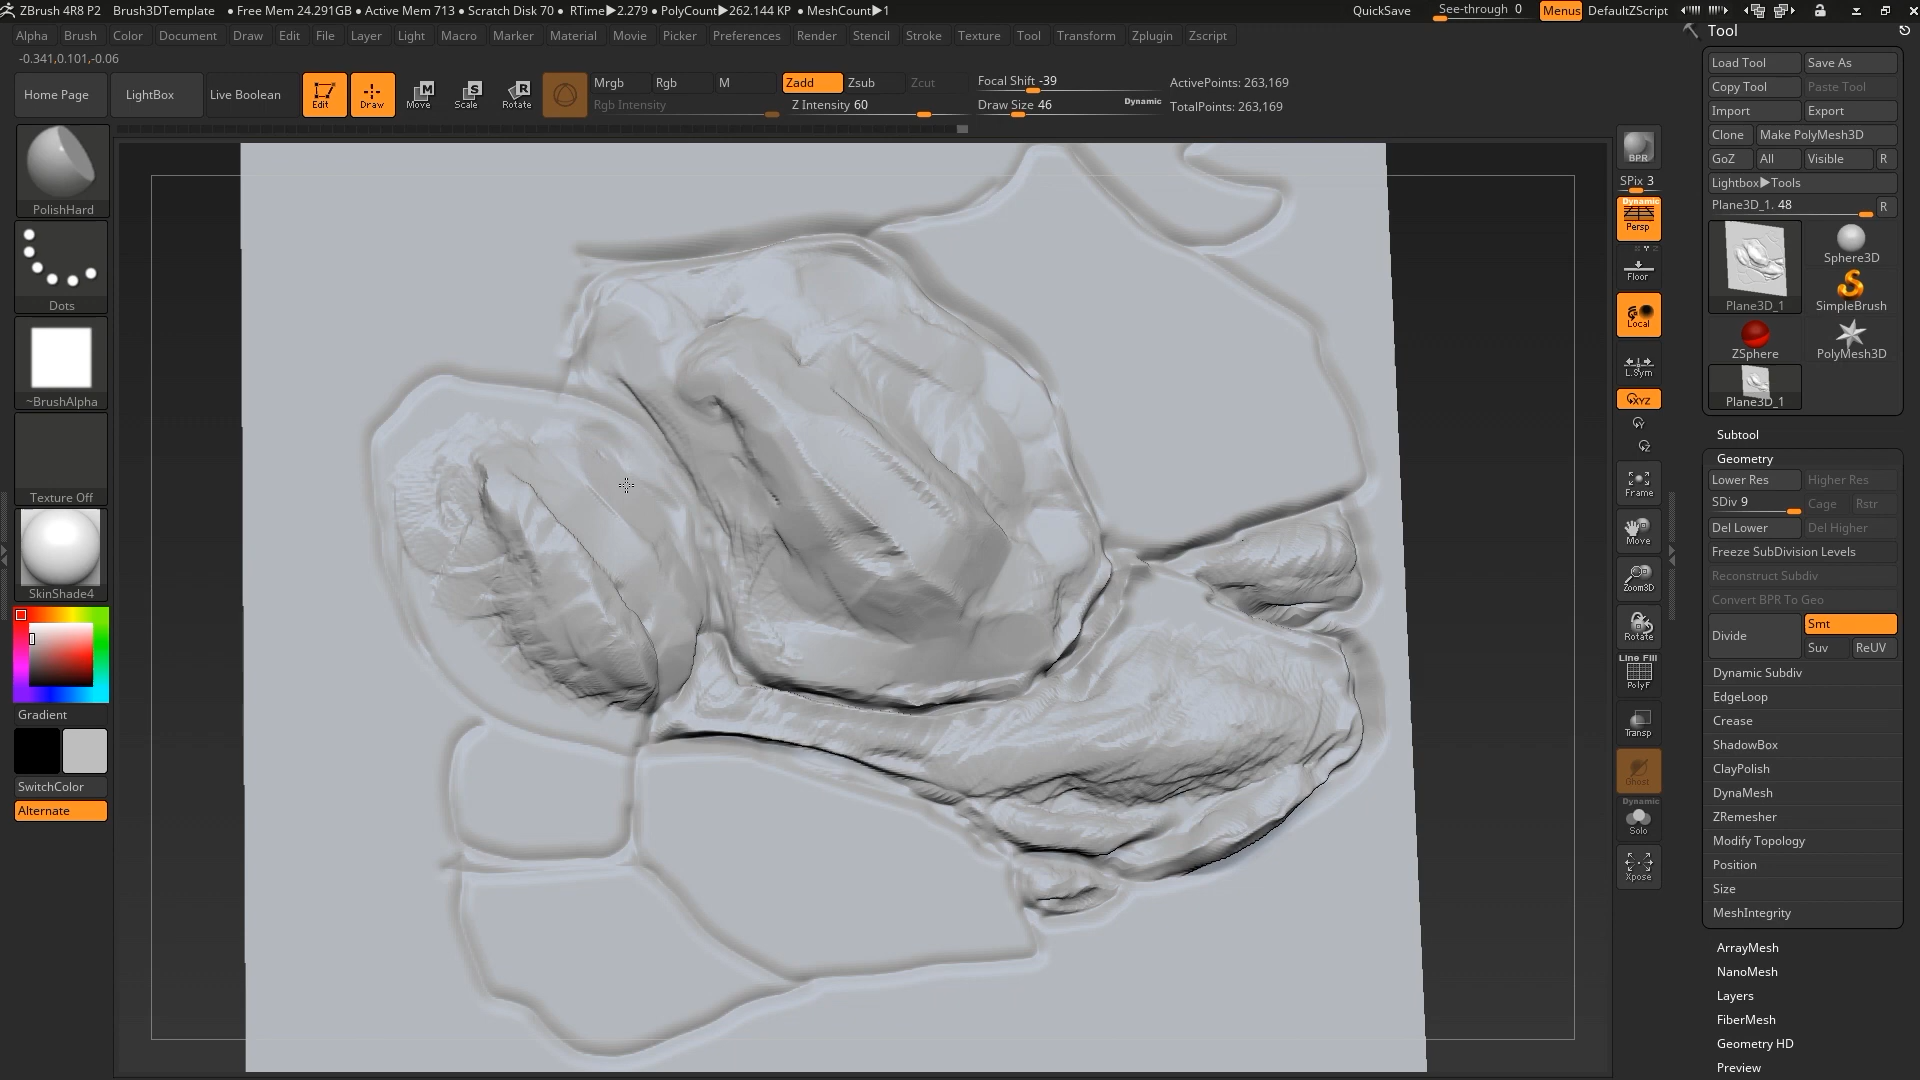 ZBrush 4R8 P2 Brush3DTemplate • Free Mem 24.291GB • Active Mem 713 • Scratch Disk 70 • RTime▶2.279 • PolyCount▶262.144 KP • MeshCount▶1 QuickSave See-through 0 Menus DefaultZScript
Alpha Brush Color Document Draw Edit File Layer Light Macro Marker Material Movie Picker Preferences Render Stencil Stroke Texture Tool Transform Zplugin Zscript
-0.341,0.101,-0.06
Home Page LightBox Live Boolean Edit Draw Move Scale Rotate
Mrgb Rgb M Zadd Zsub Zcut Focal Shift -39 ActivePoints: 263,169
Rgb Intensity Z Intensity 60 Draw Size 46 Dynamic TotalPoints: 263,169
PolishHard
Dots
~BrushAlpha
Texture Off
SkinShade4
Gradient
SwitchColor
Alternate
BPR
SPix 3
Dynamic
Persp
Floor
Local
L.Sym
XYZ
Frame
Move
Zoom3D
Rotate
Line Fill
PolyF
Transp
Ghost
Dynamic
Solo
Xpose
Tool
Load Tool Save As
Copy Tool Paste Tool
Import Export
Clone Make PolyMesh3D
GoZ All Visible R
Lightbox▶Tools
Plane3D_1. 48 R
Plane3D_1 Sphere3D
SimpleBrush
ZSphere PolyMesh3D
Plane3D_1
Subtool
Geometry
Lower Res Higher Res
SDiv 9 Cage Rstr
Del Lower Del Higher
Freeze SubDivision Levels
Reconstruct Subdiv
Convert BPR To Geo
Divide Smt
Suv ReUV
Dynamic Subdiv
EdgeLoop
Crease
ShadowBox
ClayPolish
DynaMesh
ZRemesher
Modify Topology
Position
Size
MeshIntegrity
ArrayMesh
NanoMesh
Layers
FiberMesh
Geometry HD
Preview